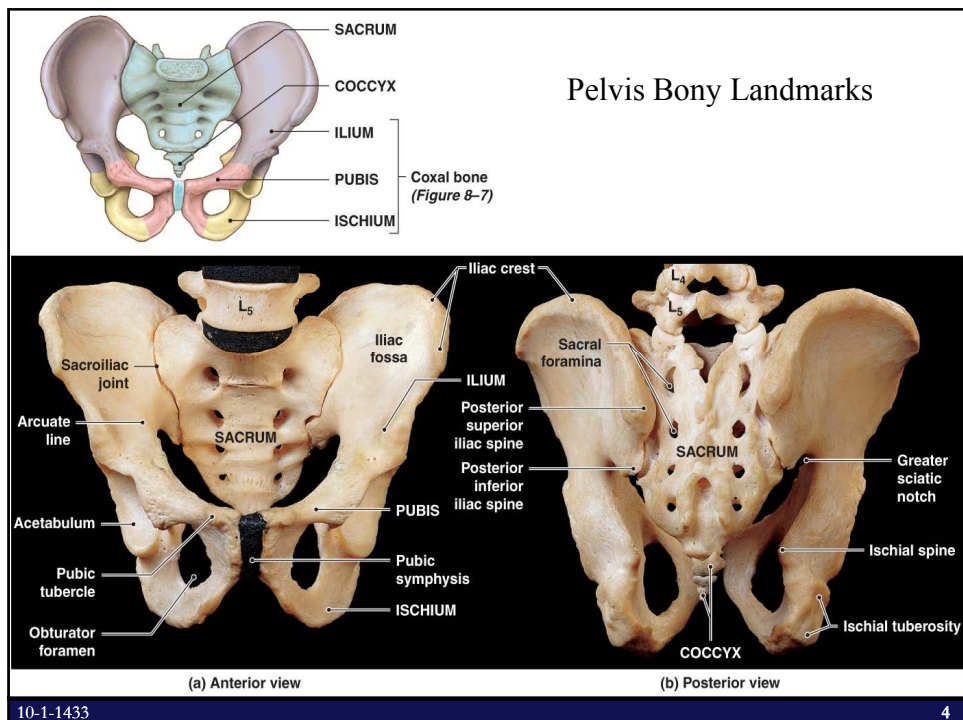 Pelvis Bony Landmarks
SACRUM
COCCYX
ILIUM
PUBIS
ISCHIUM
Coxal bone
(Figure 8–7)
Iliac crest
L5
Iliac
fossa
Sacroiliac
joint
ILIUM
Arcuate
line
SACRUM
Acetabulum
PUBIS
Pubic
tubercle
Pubic
symphysis
Obturator
foramen
ISCHIUM
(a) Anterior view
L4
L5
Sacral
foramina
Posterior
superior
iliac spine
SACRUM
Posterior
inferior
iliac spine
Greater
sciatic
notch
Ischial spine
Ischial tuberosity
COCCYX
(b) Posterior view
10-1-1433
4